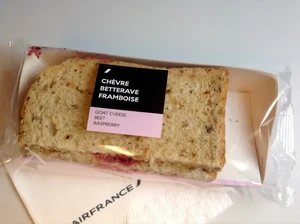 CHÈVRE
BETTERAVE
FRAMBOISE
GOAT CHEESE
BEET
RASPBERRY
AIRFRANCE